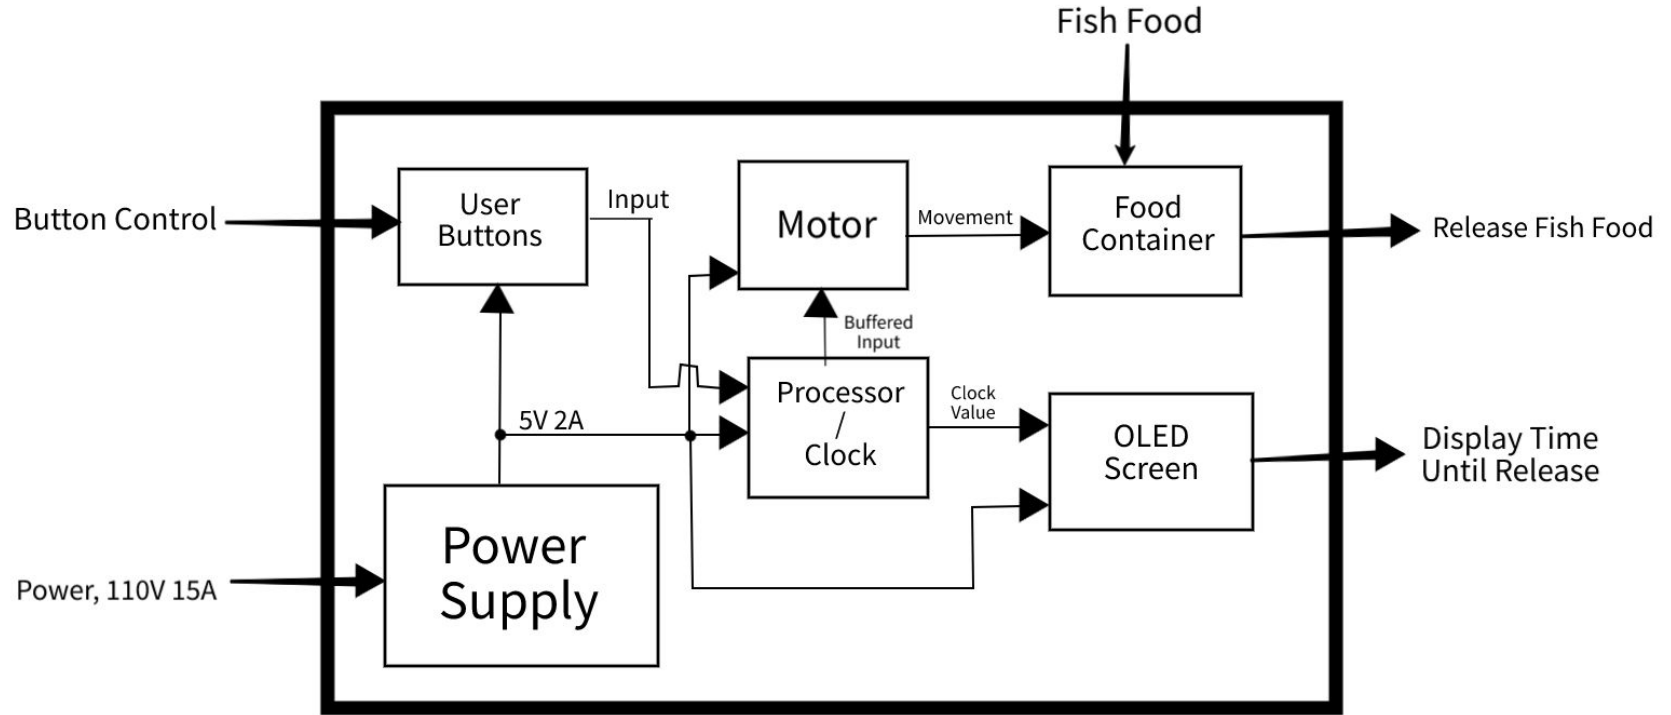 Fish Food
Button Control
User
Buttons
Input
Motor
Movement
Food
Container
Release Fish Food
Buffered
Input
Processor
/
Clock
Clock
Value
5V 2A
OLED
Screen
Display Time
Until Release
Power
Supply
Power, 110V 15A